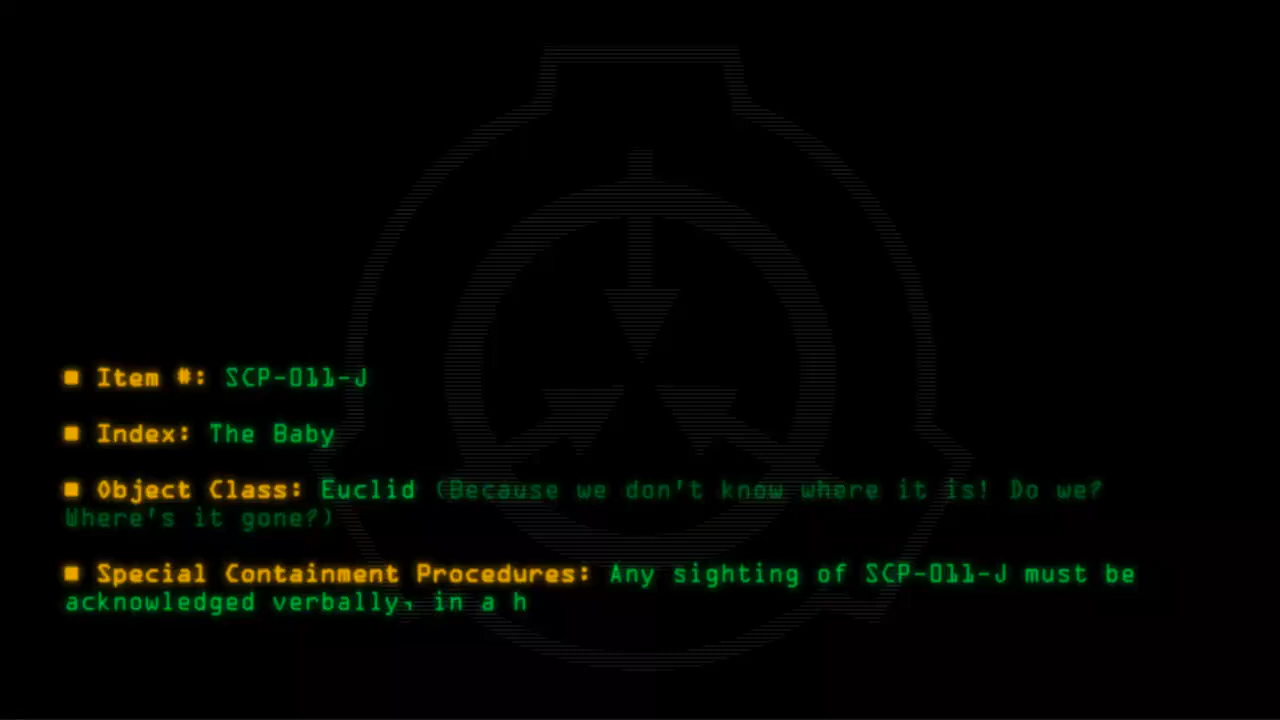 ■ Item #: SCP-011-J
■ Index: The Baby
■ Object Class: Euclid (Because we don't know where it is! Do we?
Where's it gone?)
■ Special Containment Procedures: Any sighting of SCP-011-J must be
acknowledged verbally, in a h